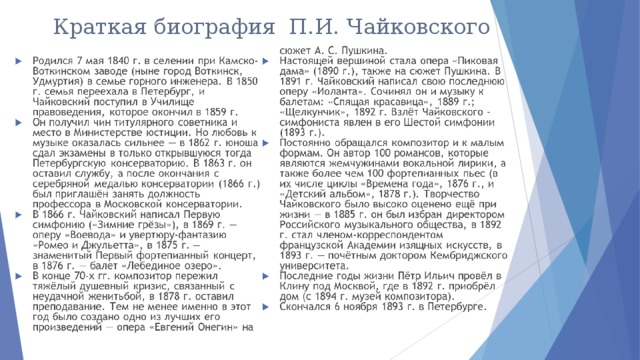 Краткая биография П.И. Чайковского
Родился 7 мая 1840 г. в селении при Камско-
Воткинском заводе (ныне город Воткинск,
Удмуртия) в семье горного инженера. В 1850
г. семья переехала в Петербург, и
Чайковский поступил в Училище
правоведения, которое окончил в 1859 г.
Он получил чин титулярного советника и
место в Министерстве юстиции. Но любовь к
музыке оказалась сильнее — в 1862 г. юноша
сдал экзамены в только открывшуюся тогда
Петербургскую консерваторию. В 1863 г. он
оставил службу, а после окончания с
серебряной медалью консерватории (1866 г.)
был приглашён занять должность
профессора в Московской консерватории.
В 1866 г. Чайковский написал Первую
симфонию («Зимние грёзы»), в 1869 г. —
оперу «Воевода» и увертюру-фантазию
«Ромео и Джульетта», в 1875 г. —
знаменитый Первый фортепианный концерт,
в 1876 г. — балет «Лебединое озеро».
В конце 70-х гг. композитор пережил
тяжёлый душевный кризис, связанный с
неудачной женитьбой, в 1878 г. оставил
преподавание. Тем не менее именно в этот
год было создано одно из лучших его
произведений — опера «Евгений Онегин» на
сюжет А. С. Пушкина.
Настоящей вершиной стала опера «Пиковая
дама» (1890 г.), также на сюжет Пушкина. В
1891 г. Чайковский написал свою последнюю
оперу «Иоланта». Сочинял он и музыку к
балетам: «Спящая красавица», 1889 г.;
«Щелкунчик», 1892 г. Взлёт Чайковского -
симфониста явлен в его Шестой симфонии
(1893 г.).
Постоянно обращался композитор и к малым
формам. Он автор 100 романсов, которые
являются жемчужинами вокальной лирики, а
также более чем 100 фортепианных пьес (в
их числе циклы «Времена года», 1876 г., и
«Детский альбом», 1878 г.). Творчество
Чайковского было высоко оценено ещё при
жизни — в 1885 г. он был избран директором
Российского музыкального общества, в 1892
г. стал членом-корреспондентом
французской Академии изящных искусств, в
1893 г. — почётным доктором Кембриджского
университета.
Последние годы жизни Пётр Ильич провёл в
Клину под Москвой, где в 1892 г. приобрёл
дом (с 1894 г. музей композитора).
Скончался 6 ноября 1893 г. в Петербурге.